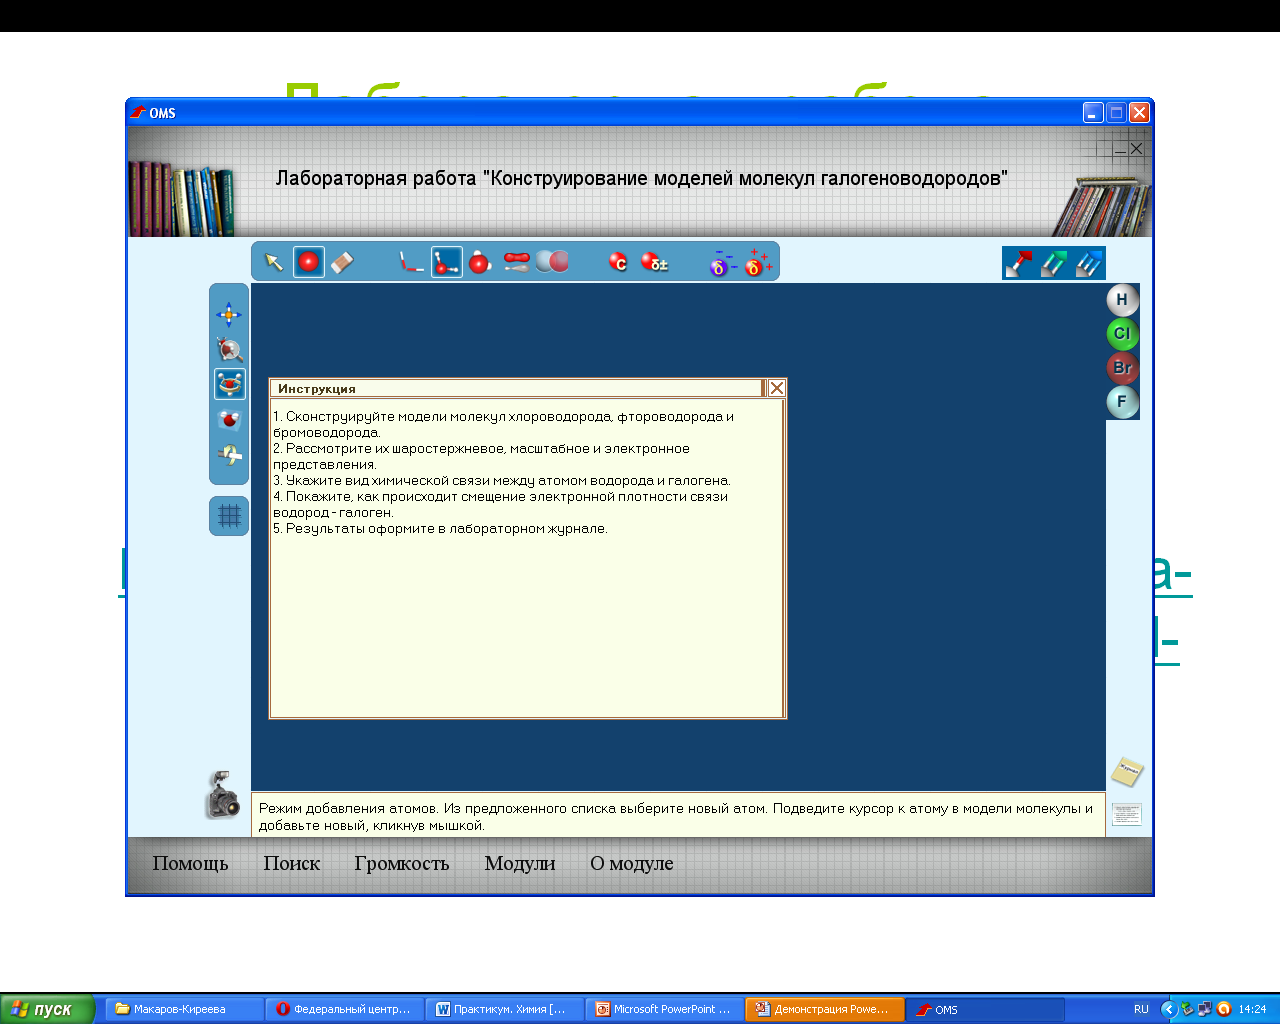 OMS
Лабораторная работа "Конструирование моделей молекул галогеноводородов"
C
δ±
δ
δ
H
Cl
Br
F
Инструкция
1. Сконструируйте модели молекул хлороводорода, фтороводорода и
бромоводорода.
2. Рассмотрите их шаростержневое, масштабное и электронное
представления.
3. Укажите вид химической связи между атомом водорода и галогена.
4. Покажите, как происходит смещение электронной плотности связи
водород - галоген.
5. Результаты оформите в лабораторном журнале.
а-
Журнал
Режим добавления атомов. Из предложенного списка выберите новый атом. Подведите курсор к атому в модели молекулы и
добавьте новый, кликнув мышкой.
Помощь Поиск Громкость Модули О модуле
пуск Макаров-Киреева Федеральный центр... Практикум. Химия [... Microsoft PowerPoint ... Демонстрация Powe... OMS RU 14:24